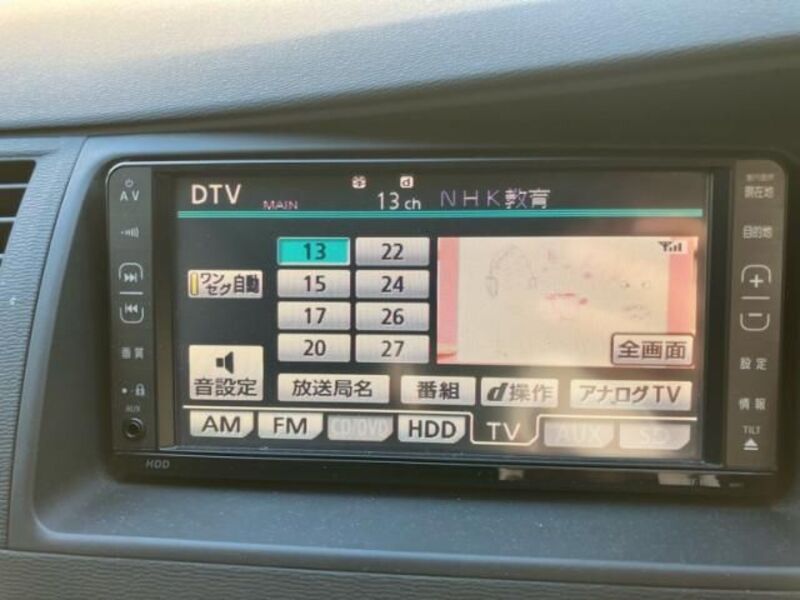 DTV MAIN 13ch NHK教育
13 22
ワンセグ自動
15 24
17 26
20 27
全画面
音設定
放送局名 番組 d操作 アナログTV
AM FM CD/DVD HDD TV AUX SD
AV
画質
AUX
HDD
現在地
目的地
+
−
設定
情報
TILT